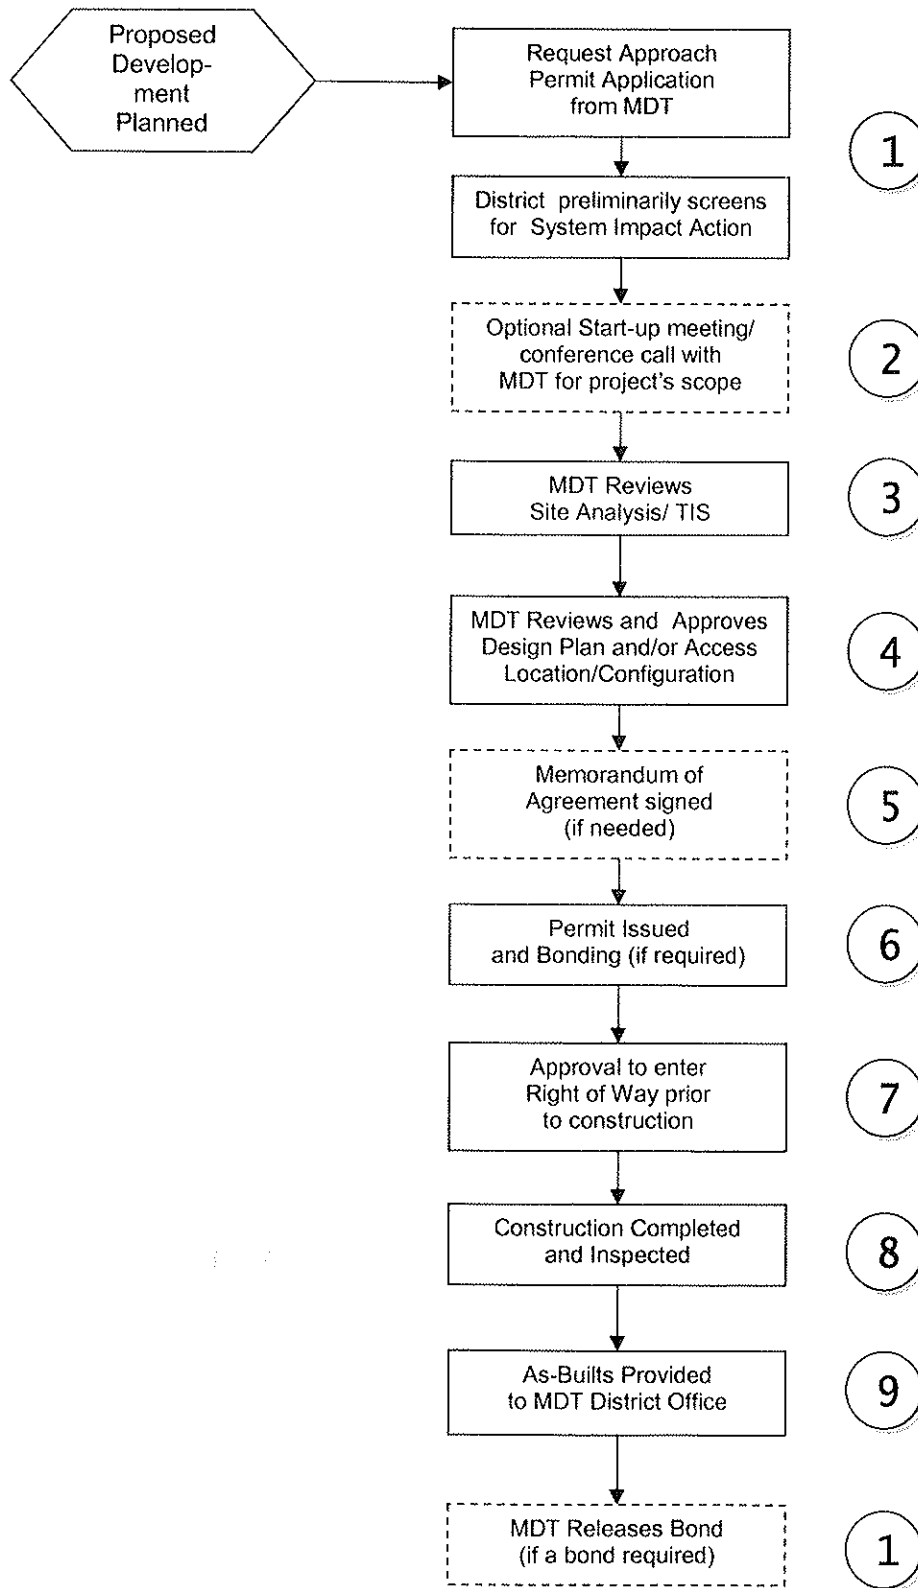 Proposed
Develop-
ment
Planned
Request Approach
Permit Application
from MDT
1
District preliminarily screens
for System Impact Action
Optional Start-up meeting/
conference call with
MDT for project's scope
2
MDT Reviews
Site Analysis/ TIS
3
MDT Reviews and Approves
Design Plan and/or Access
Location/Configuration
4
Memorandum of
Agreement signed
(if needed)
5
Permit Issued
and Bonding (if required)
6
Approval to enter
Right of Way prior
to construction
7
Construction Completed
and Inspected
8
As-Builts Provided
to MDT District Office
9
MDT Releases Bond
(if a bond required)
1